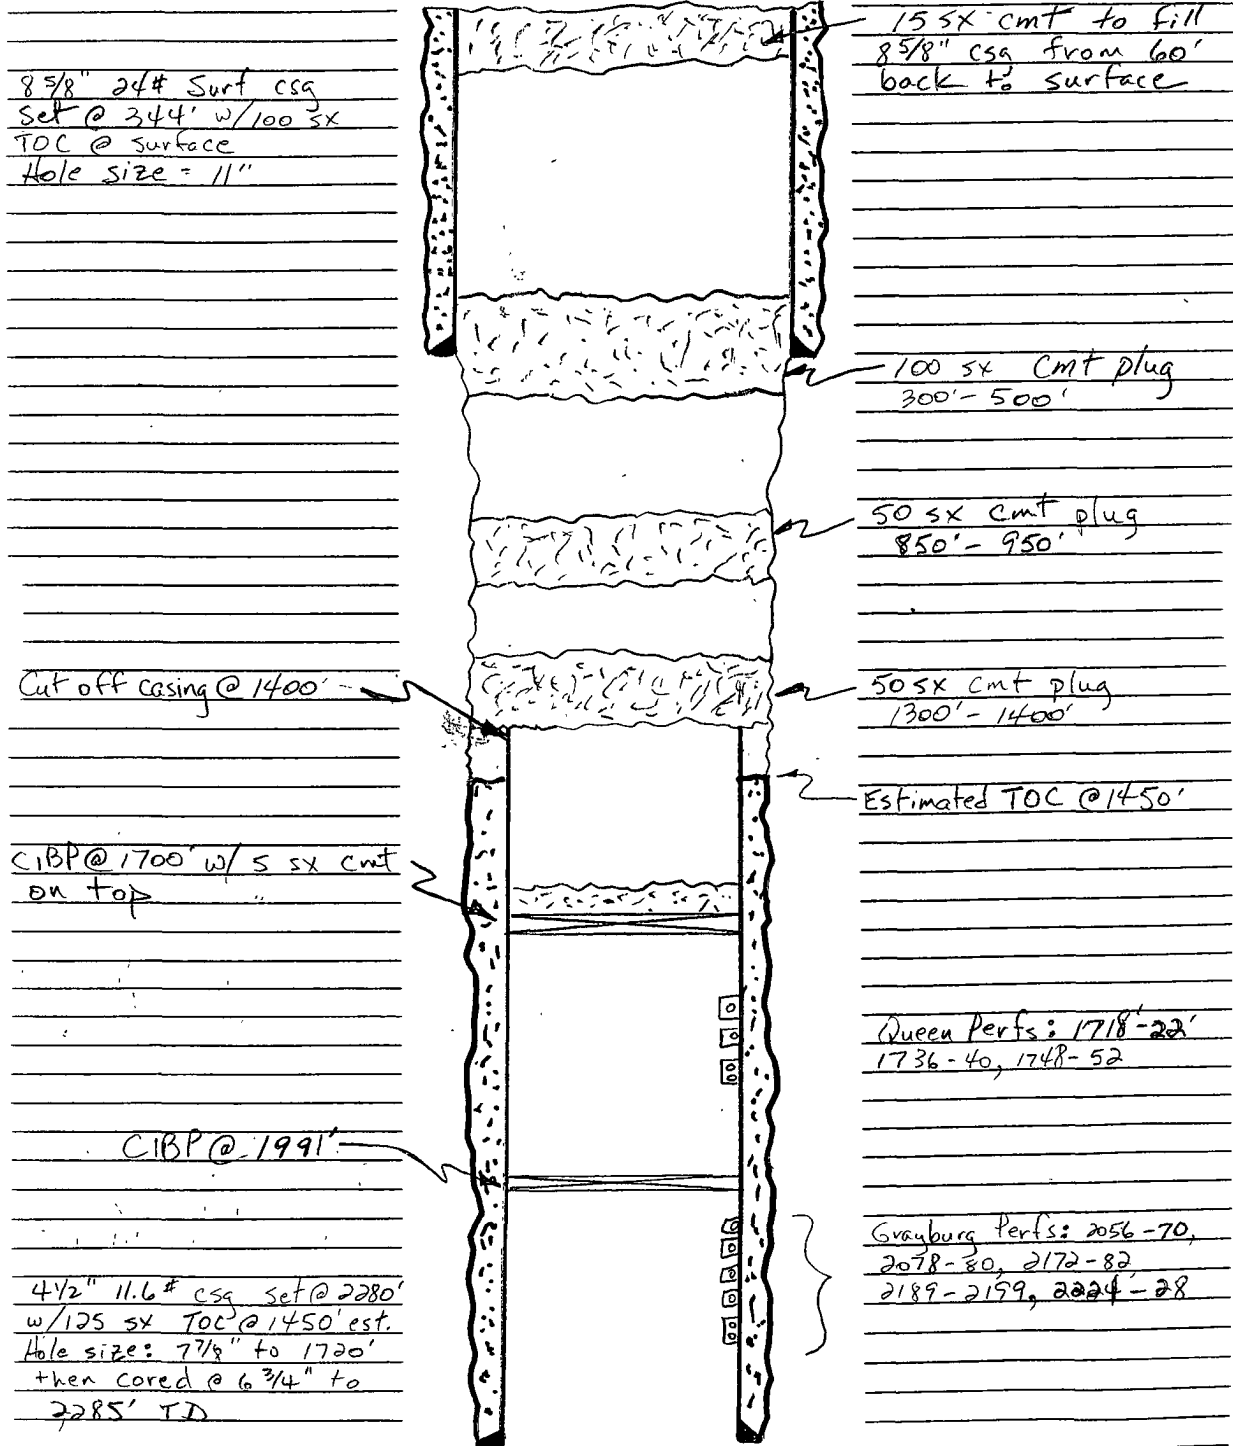 15 sx cmt to fill
8 5/8" csg from 60'
back to surface
8 5/8" 24# Surf csg
Set @ 344' w/100 sx
TOC @ surface
Hole size = 11"
100 sx cmt plug
300'- 500'
50 sx cmt plug
850'- 950'
Cut off casing @ 1400'
50 sx cmt plug
1300'- 1400'
Estimated TOC @ 1450'
CIBP @ 1700' w/ 5 sx cmt
on top
Queen Perfs: 1718'-22'
1736-40, 1748-52
CIBP @ 1991'
Grayburg Perfs: 2056-70,
2078-80, 2172-82
2189-2199, 2224-28
4 1/2" 11.6# csg set @ 2280'
w/125 sx TOC @ 1450' est.
Hole size: 7 7/8" to 1720'
then cored @ 6 3/4" to
2285' TD